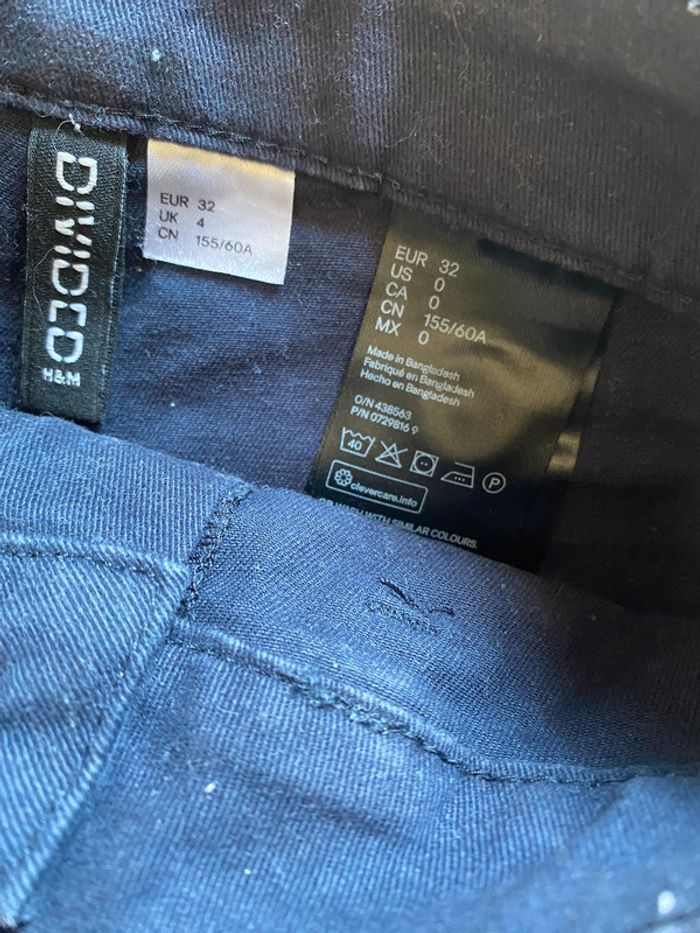 DIVIDED
H&M
EUR 32
UK 4
CN 155/60A
EUR 32
US 0
CA 0
CN 155/60A
MX 0
Made in Bangladesh
Fabriqué en Bangladesh
Hecho en Bangladesh
O/N 438563
P/N 0729816 9
40
P
clevercare.info
WASH WITH SIMILAR COLOURS.